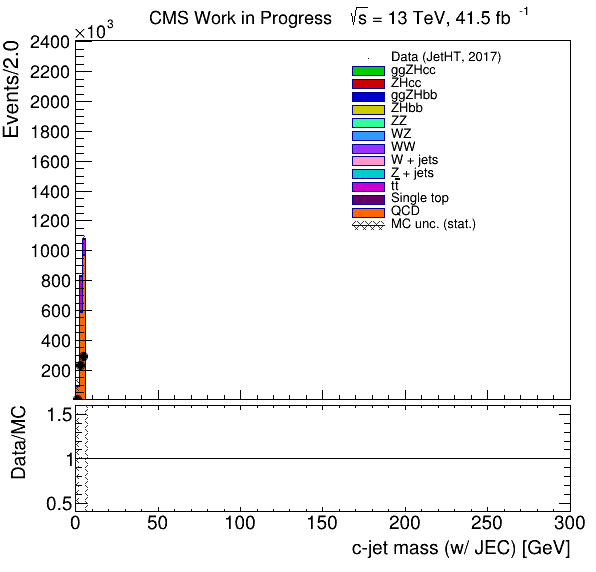 CMS Work in Progress √s = 13 TeV, 41.5 fb⁻¹
×10³
Events/2.0
2400
2200
2000
1800
1600
1400
1200
1000
800
600
400
200
Data (JetHT, 2017)
ggZHcc
ZHcc
ggZHbb
ZHbb
ZZ
WZ
WW
W + jets
Z + jets
tt̄
Single top
QCD
MC unc. (stat.)
Data/MC
1.5
1
0.5
0 50 100 150 200 250 300
c-jet mass (w/ JEC) [GeV]